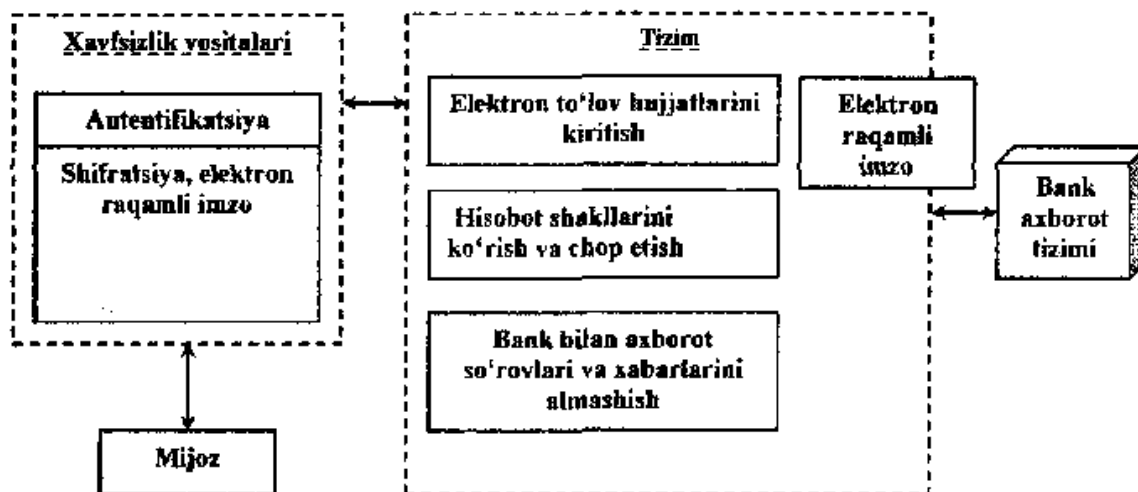 Xavfsizlik vositalari
Autentifikatsiya
Shifratsiya, elektron
raqamli imzo
Mijoz
Tizim
Elektron to‘lov hujjatlarini
kiritish
Hisobot shakllarini
ko‘rish va chop etish
Bank bilan axborot
so‘rovlari va xabarlarini
almashish
Elektron
raqamli
imzo
Bank
axborot
tizimi